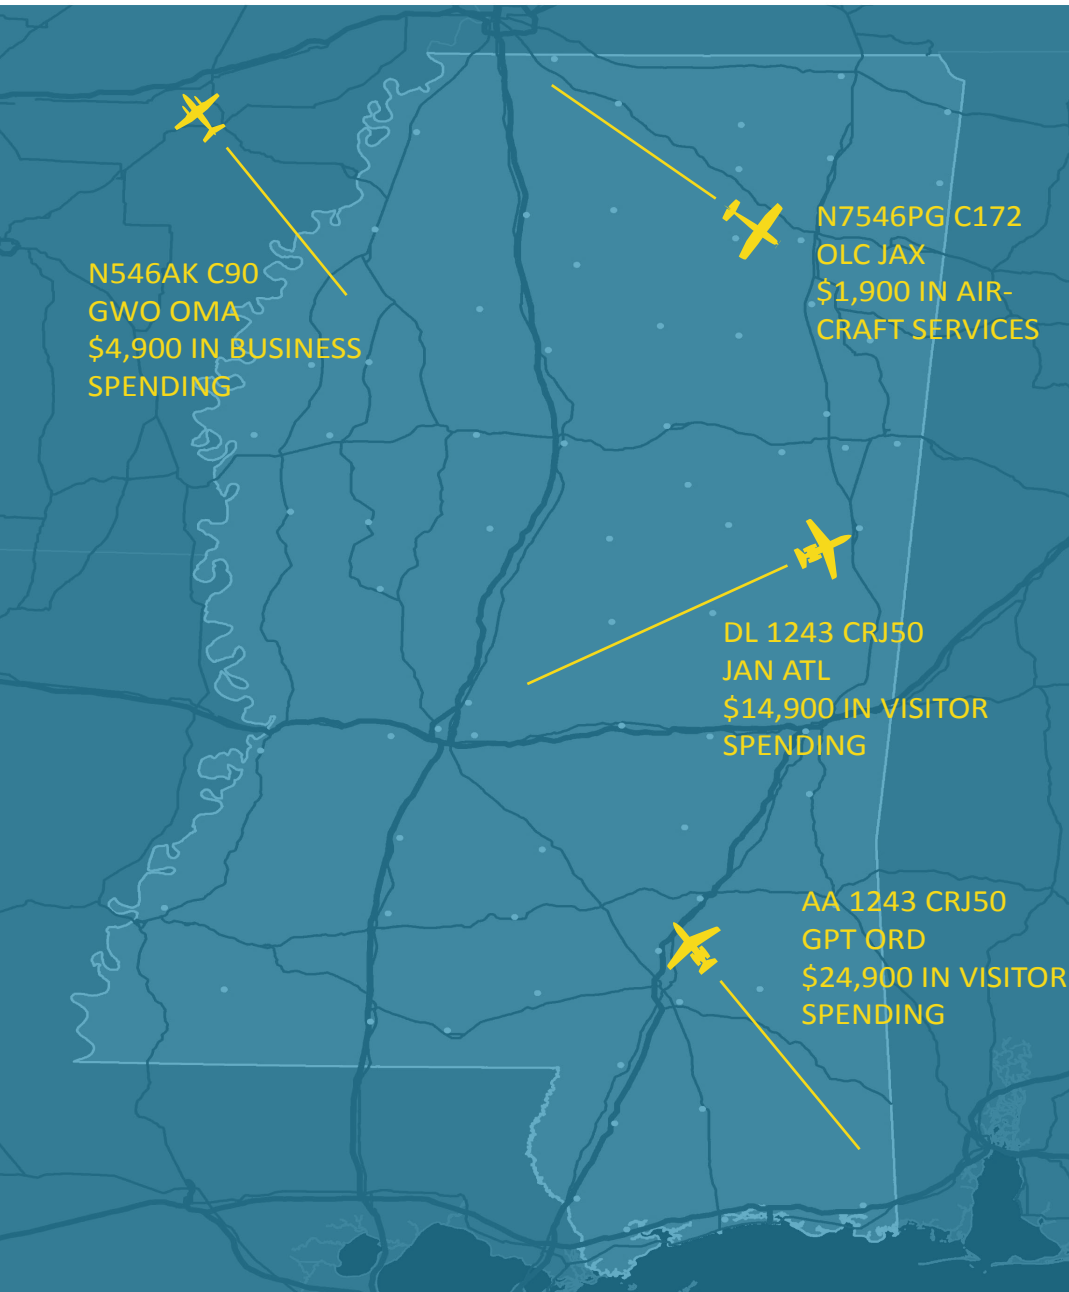 N7546PG C172
OLC JAX
$1,900 IN AIR-
CRAFT SERVICES
N546AK C90
GWO OMA
$4,900 IN BUSINESS
SPENDING
DL 1243 CRJ50
JAN ATL
$14,900 IN VISITOR
SPENDING
AA 1243 CRJ50
GPT ORD
$24,900 IN VISITOR
SPENDING